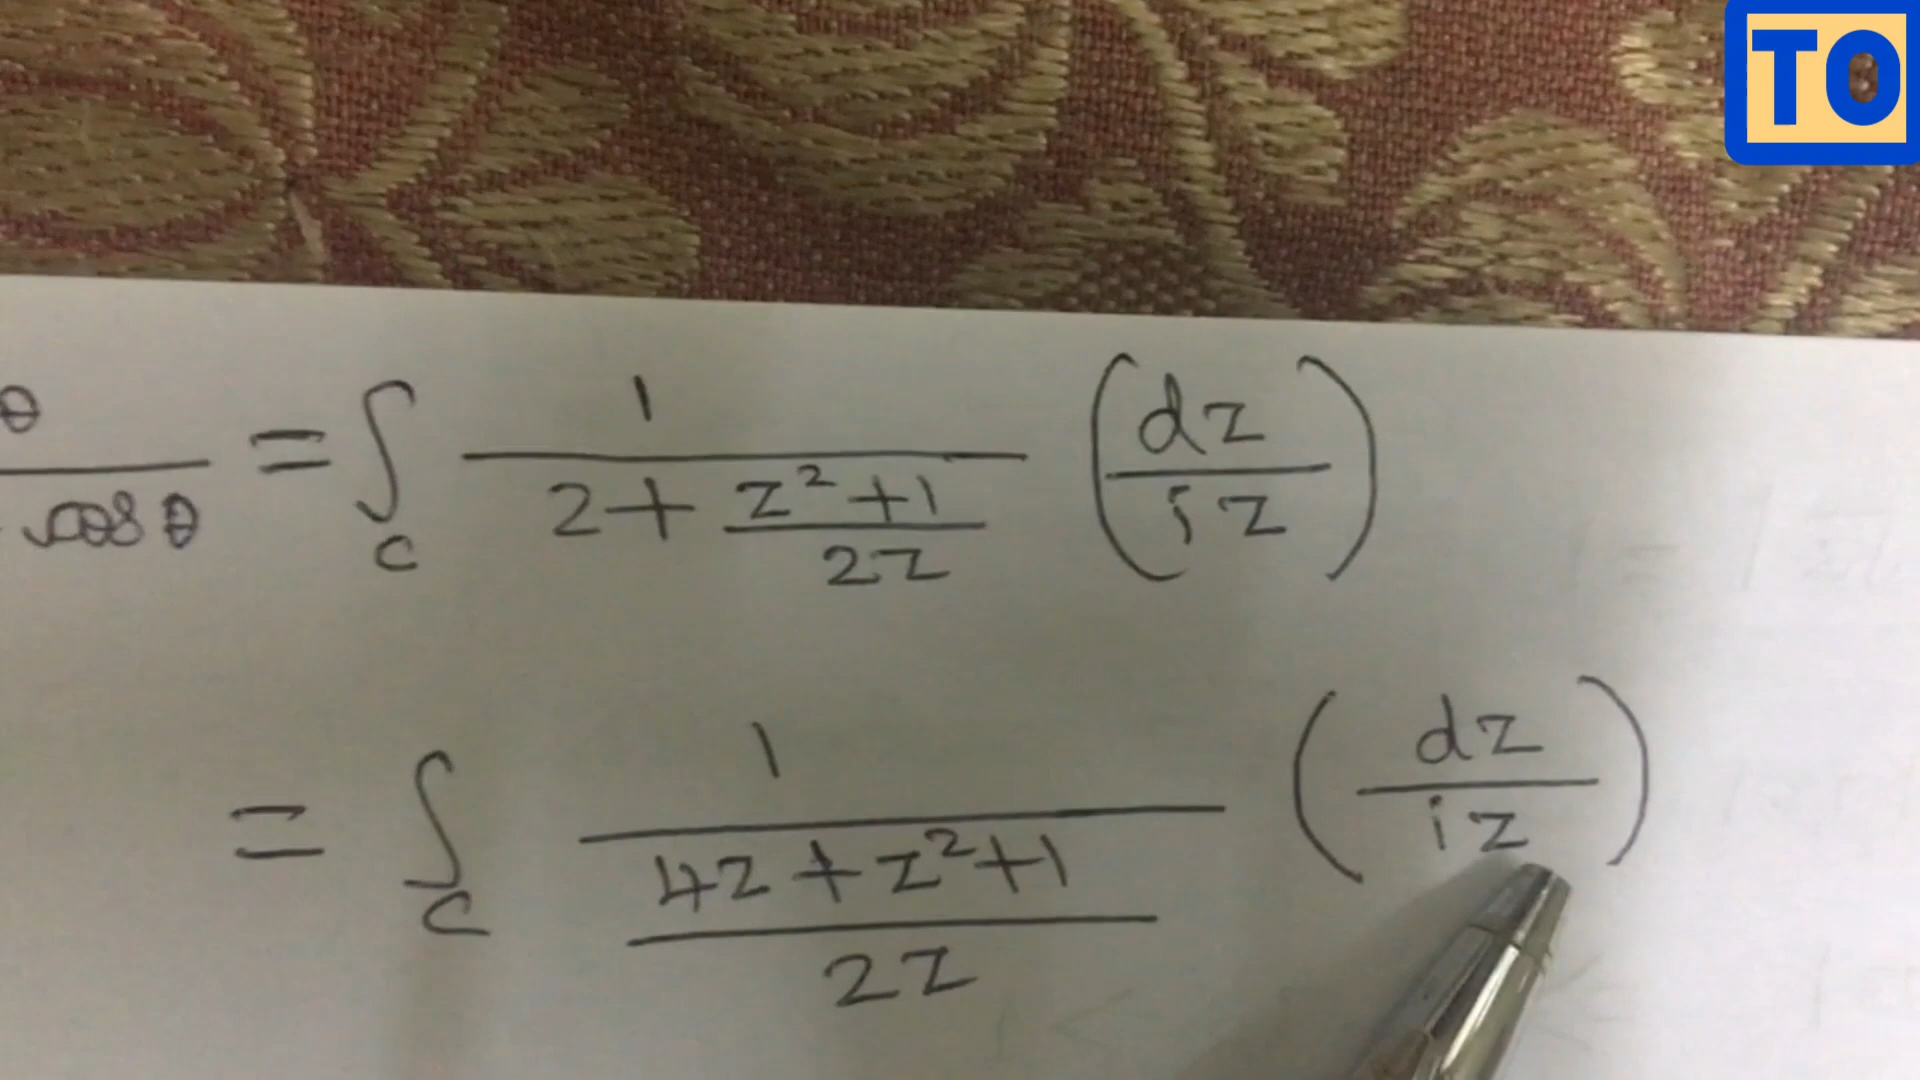 TO
θ / cos θ = ∫_C 1 / (2 + (z² + 1) / 2z) (dz / iz)
= ∫_C 1 / ((4z + z² + 1) / 2z) (dz / iz)